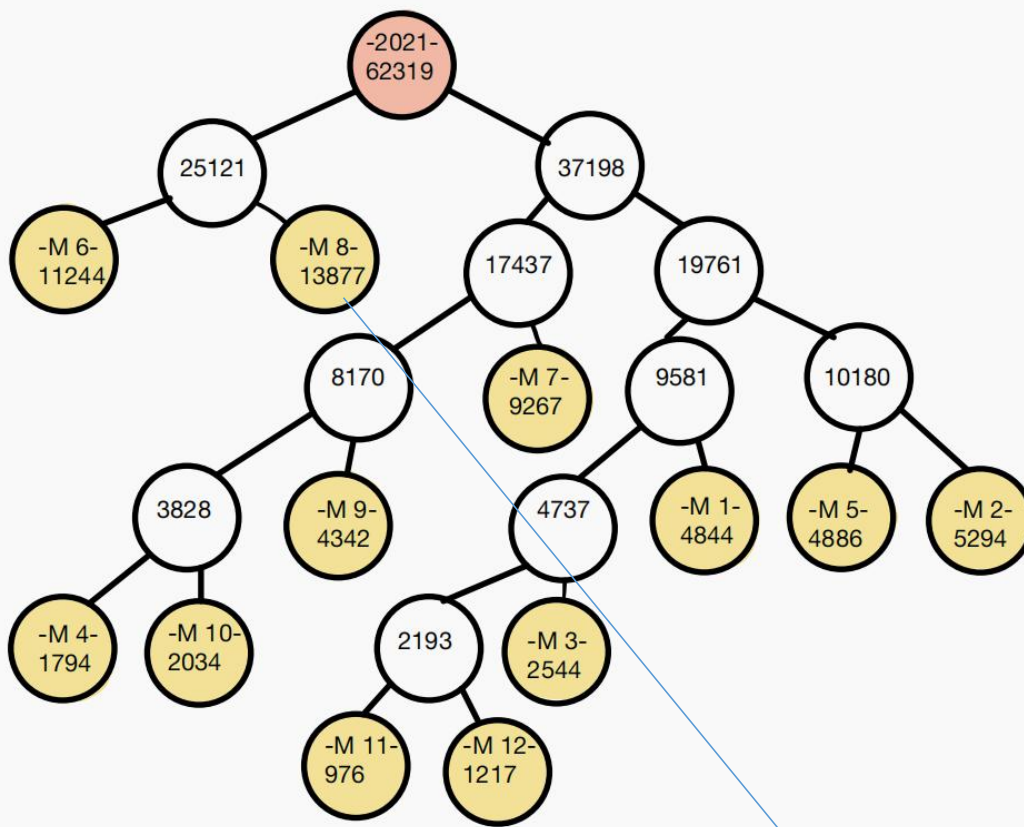 -2021-
62319
25121
37198
-M 6-
11244
-M 8-
13877
17437
19761
8170
-M 7-
9267
9581
10180
3828
-M 9-
4342
4737
-M 1-
4844
-M 5-
4886
-M 2-
5294
-M 4-
1794
-M 10-
2034
2193
-M 3-
2544
-M 11-
976
-M 12-
1217